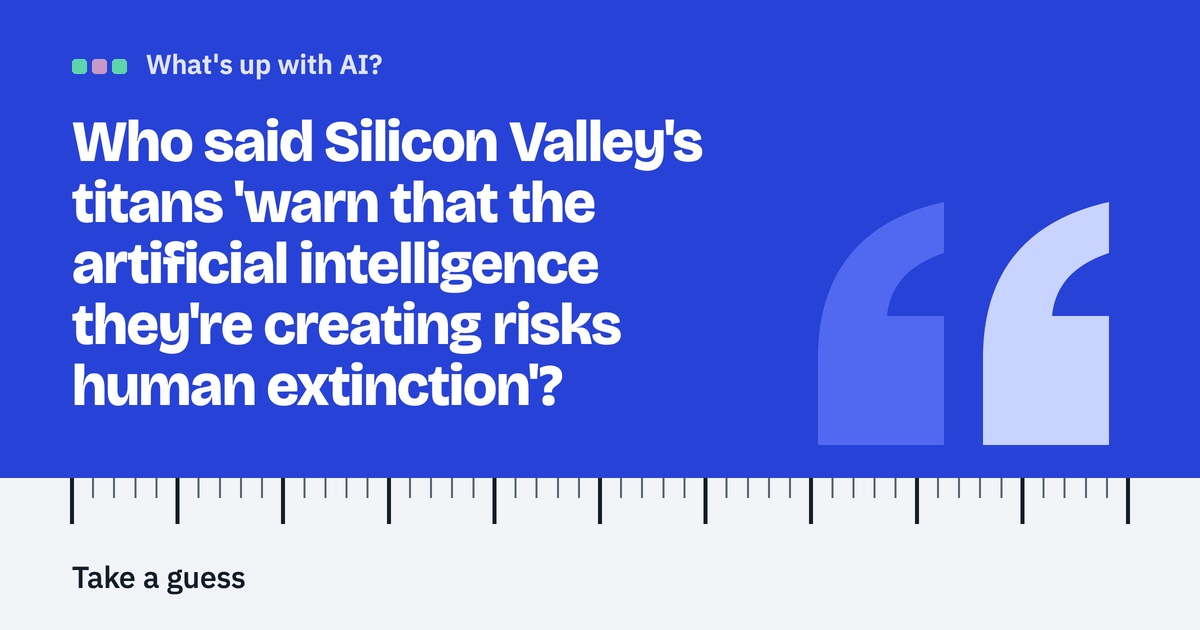 What's up with AI?
Who said Silicon Valley's
titans 'warn that the
artificial intelligence
they're creating risks
human extinction'?
Take a guess